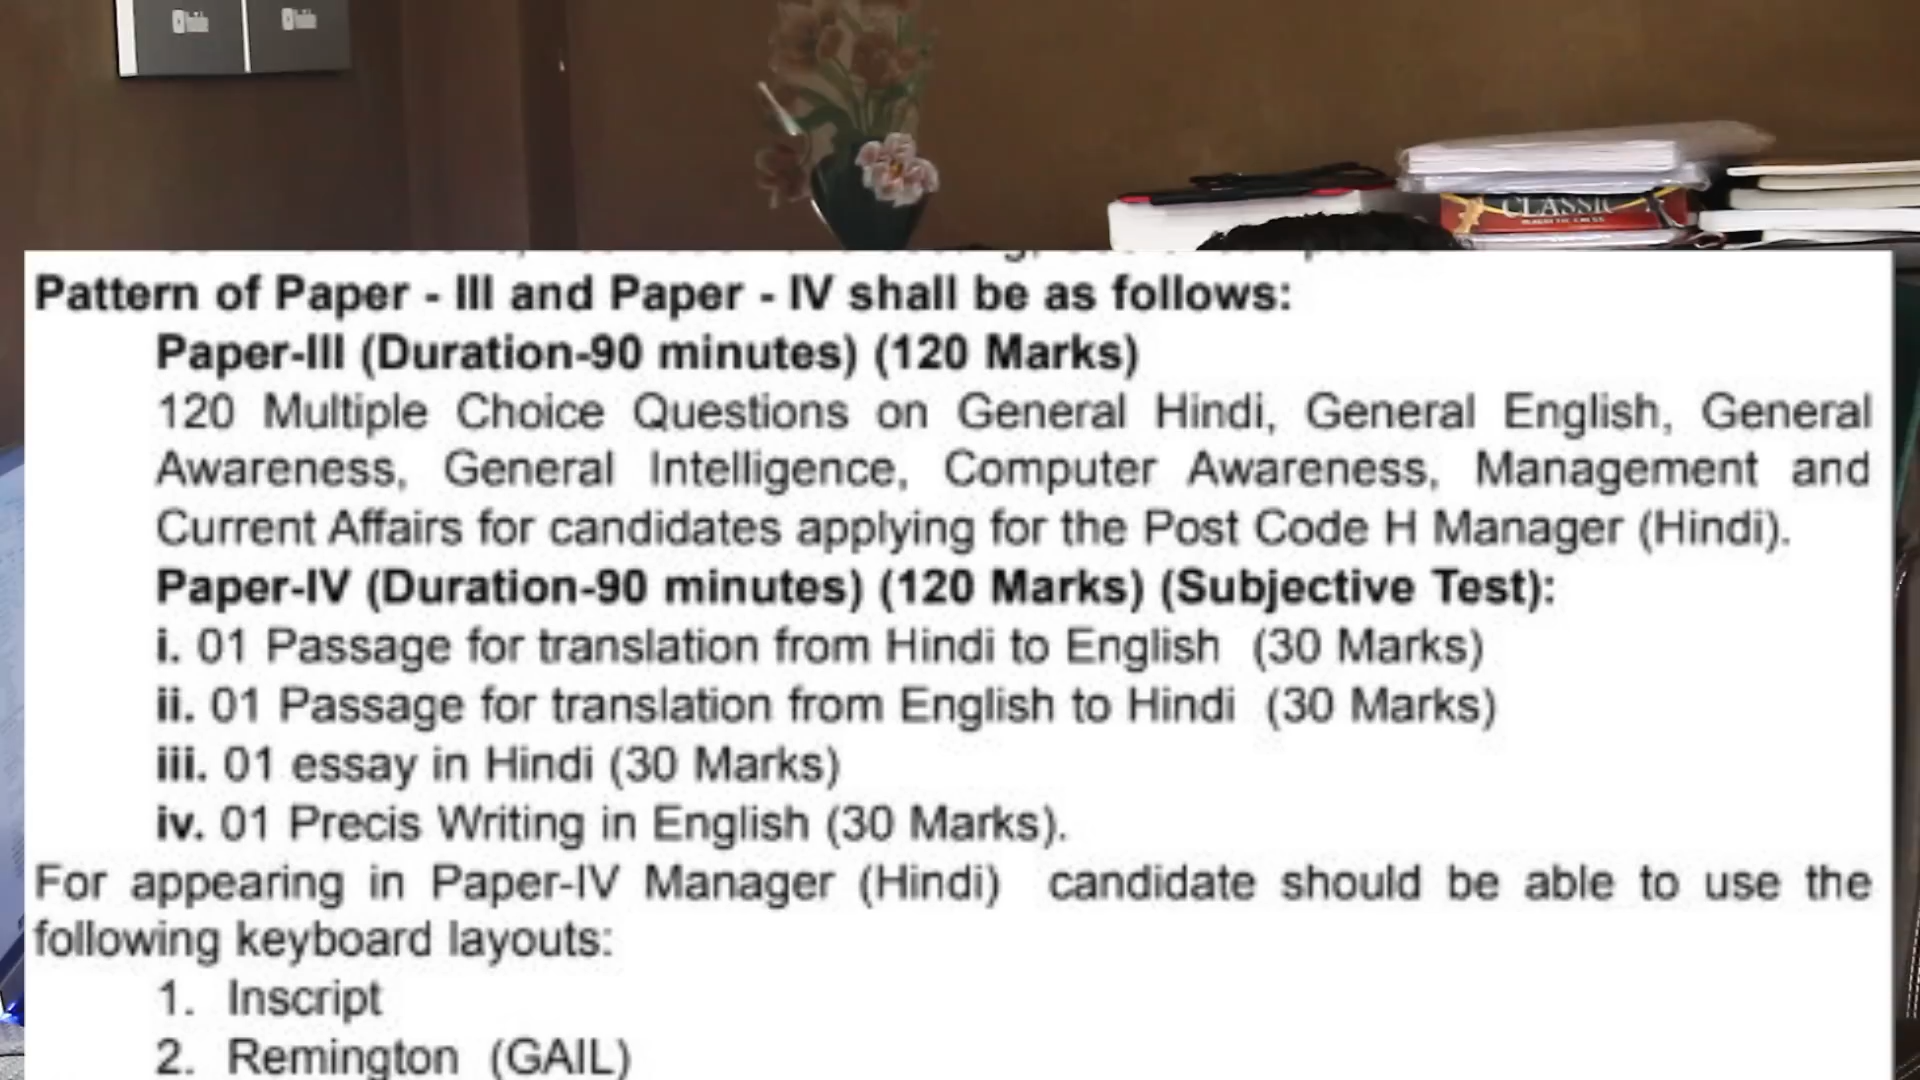 YouTube YouTube
CLASSIC
Pattern of Paper - III and Paper - IV shall be as follows:
Paper-III (Duration-90 minutes) (120 Marks)
120 Multiple Choice Questions on General Hindi, General English, General
Awareness, General Intelligence, Computer Awareness, Management and
Current Affairs for candidates applying for the Post Code H Manager (Hindi).
Paper-IV (Duration-90 minutes) (120 Marks) (Subjective Test):
i. 01 Passage for translation from Hindi to English (30 Marks)
ii. 01 Passage for translation from English to Hindi (30 Marks)
iii. 01 essay in Hindi (30 Marks)
iv. 01 Precis Writing in English (30 Marks).
For appearing in Paper-IV Manager (Hindi) candidate should be able to use the
following keyboard layouts:
1. Inscript
2. Remington (GAIL)